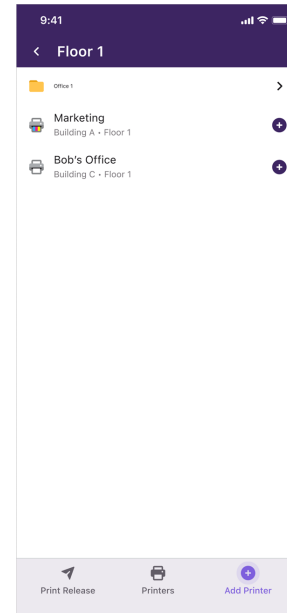 9:41
Floor 1
Office 1
Marketing
Building A • Floor 1
Bob's Office
Building C • Floor 1
Print Release
Printers
Add Printer